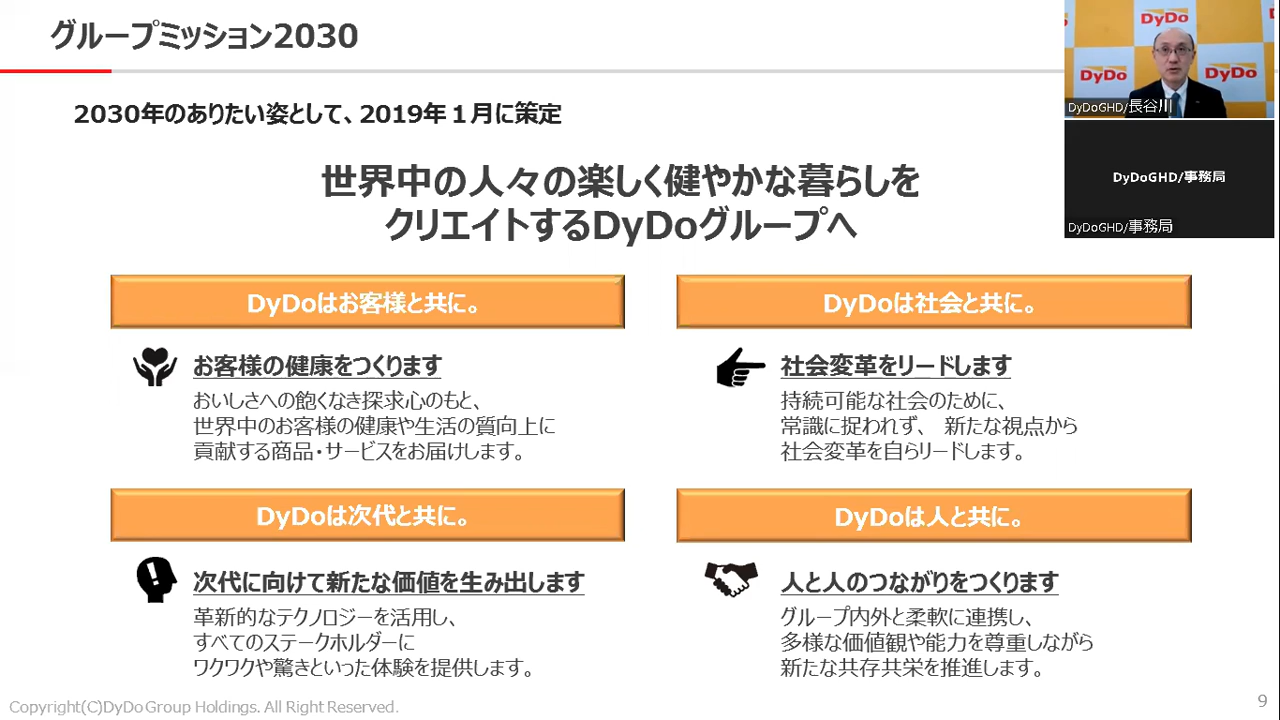 グループミッション2030
2030年のありたい姿として、2019年１月に策定
世界中の人々の楽しく健やかな暮らしを
クリエイトするDyDoグループへ
DyDoはお客様と共に。
お客様の健康をつくります
おいしさへの飽くなき探求心のもと、
世界中のお客様の健康や生活の質向上に
貢献する商品・サービスをお届けします。
DyDoは社会と共に。
社会変革をリードします
持続可能な社会のために、
常識に捉われず、 新たな視点から
社会変革を自らリードします。
DyDoは次代と共に。
次代に向けて新たな価値を生み出します
革新的なテクノロジーを活用し、
すべてのステークホルダーに
ワクワクや驚きといった体験を提供します。
DyDoは人と共に。
人と人のつながりをつくります
グループ内外と柔軟に連携し、
多様な価値観や能力を尊重しながら
新たな共存共栄を推進します。
Copyright(C)DyDo Group Holdings. All Right Reserved.
9
DyDo
DyDo
DyDo
DyDoGHD/長谷川
DyDoGHD/事務局
DyDoGHD/事務局